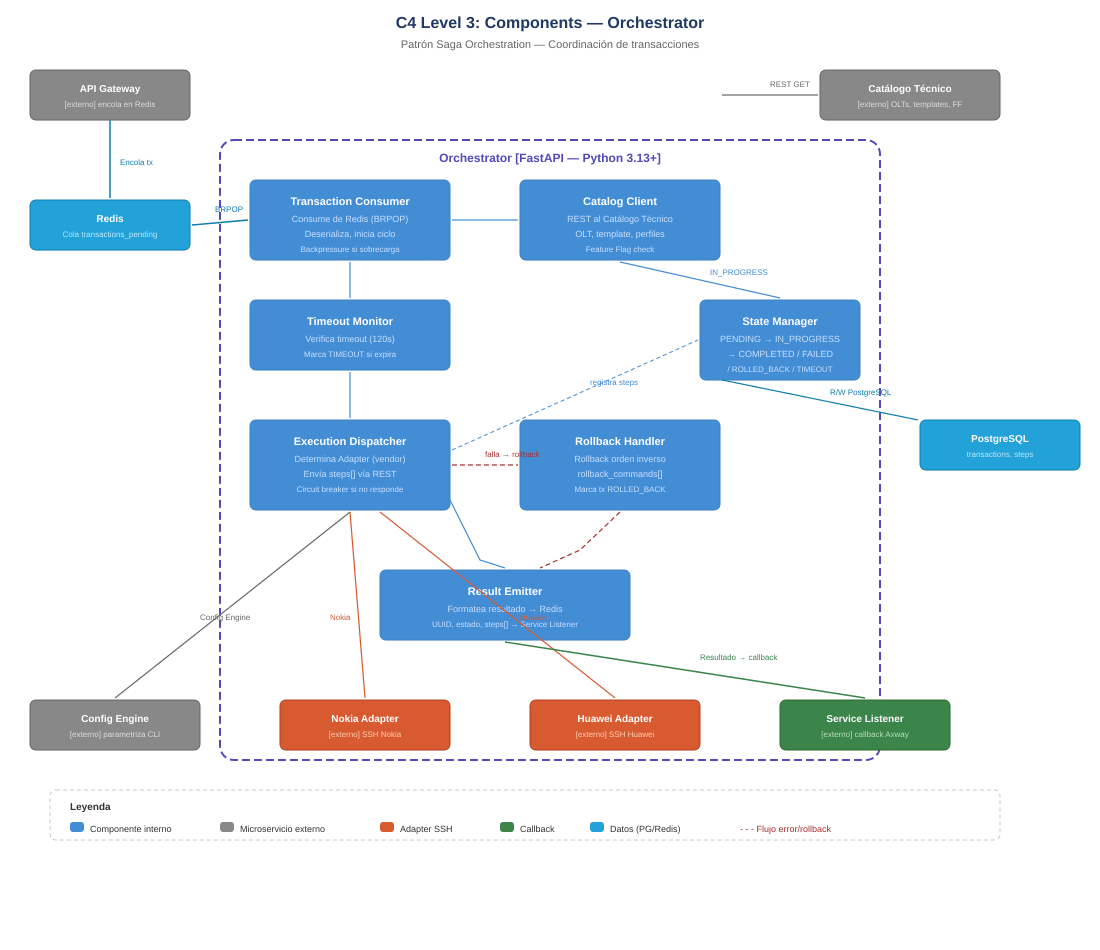 C4 Level 3: Components — Orchestrator
Patrón Saga Orchestration — Coordinación de transacciones
API Gateway
[externo] encola en Redis
REST GET
Catálogo Técnico
[externo] OLTs, templates, FF
Encola tx
Orchestrator [FastAPI — Python 3.13+]
Redis
Cola transactions_pending
BRPOP
Transaction Consumer
Consume de Redis (BRPOP)
Deserializa, inicia ciclo
Backpressure si sobrecarga
Catalog Client
REST al Catálogo Técnico
OLT, template, perfiles
Feature Flag check
IN_PROGRESS
Timeout Monitor
Verifica timeout (120s)
Marca TIMEOUT si expira
State Manager
PENDING → IN_PROGRESS
→ COMPLETED / FAILED
/ ROLLED_BACK / TIMEOUT
registra steps
R/W PostgreSQL
Execution Dispatcher
Determina Adapter (vendor)
Envía steps[] vía REST
Circuit breaker si no responde
falla → rollback
Rollback Handler
Rollback orden inverso
rollback_commands[]
Marca tx ROLLED_BACK
PostgreSQL
transactions, steps
Result Emitter
Formatea resultado → Redis
UUID, estado, steps[] → Service Listener
Config Engine
Nokia
Resultado → callback
Config Engine
[externo] parametriza CLI
Nokia Adapter
[externo] SSH Nokia
Huawei Adapter
[externo] SSH Huawei
Service Listener
[externo] callback Axway
Leyenda
Componente interno
Microservicio externo
Adapter SSH
Callback
Datos (PG/Redis)
- - - Flujo error/rollback